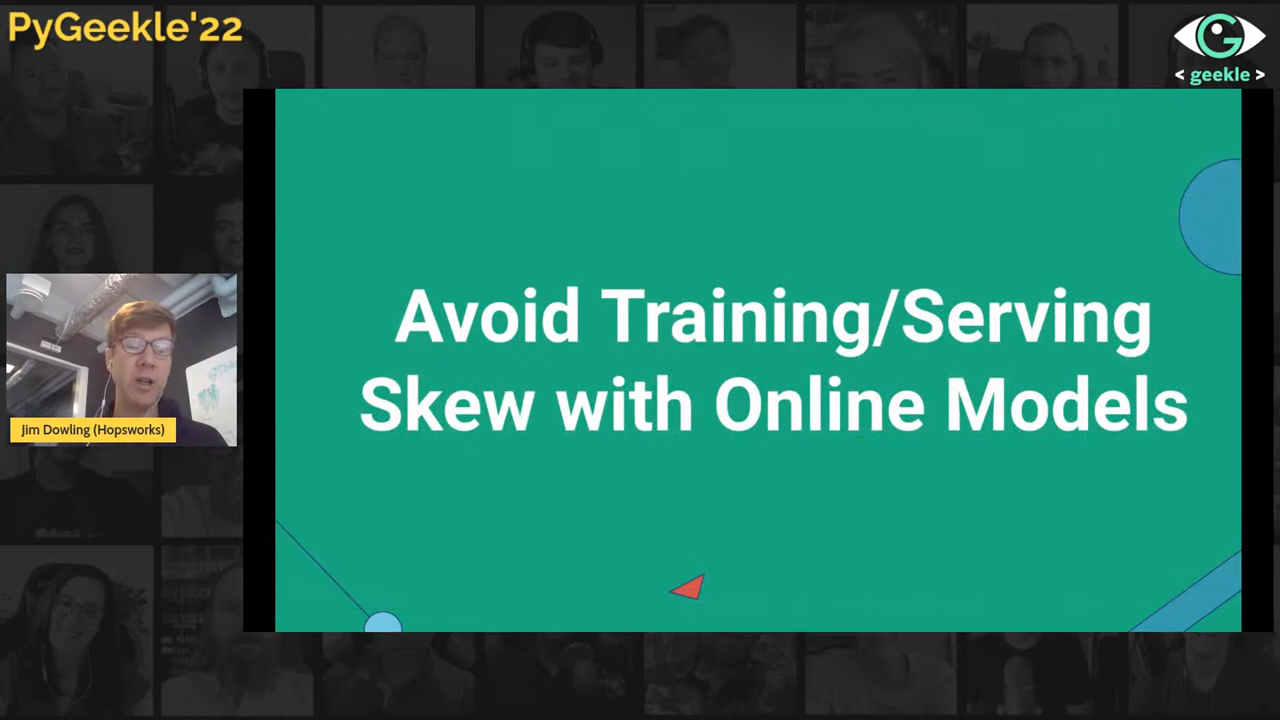 PyGeekle'22
< geekle >
Avoid Training/Serving
Skew with Online Models
Jim Dowling (Hopsworks)